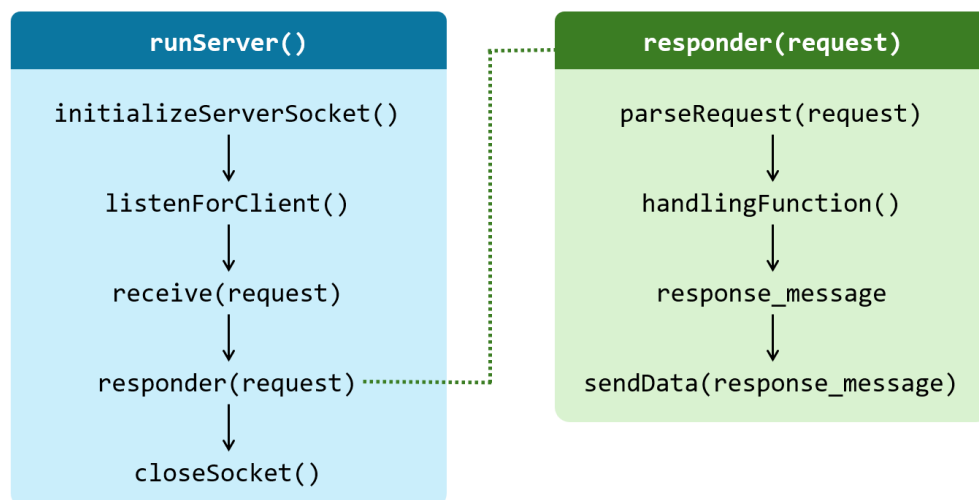 runServer()
initializeServerSocket()
listenForClient()
receive(request)
responder(request)
closeSocket()
responder(request)
parseRequest(request)
handlingFunction()
response_message
sendData(response_message)